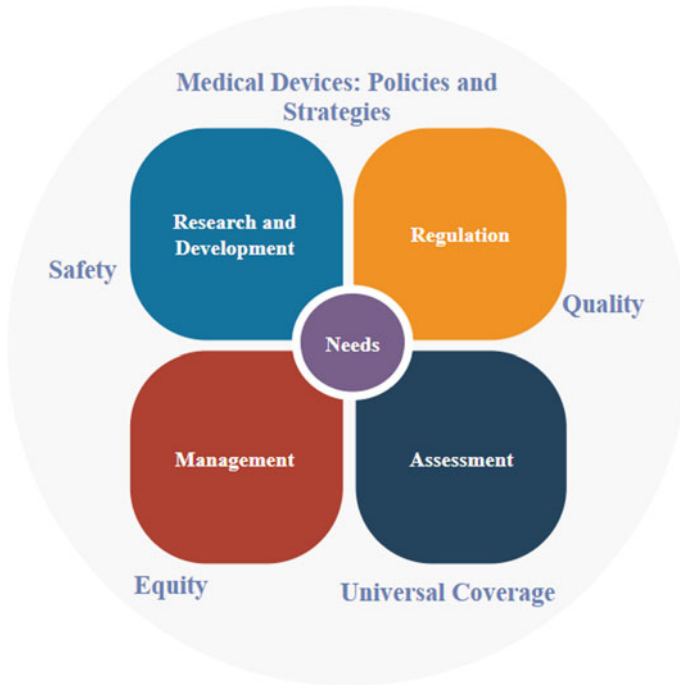 Medical Devices: Policies and
Strategies
Research and
Development
Regulation
Safety
Quality
Needs
Management
Assessment
Equity
Universal Coverage